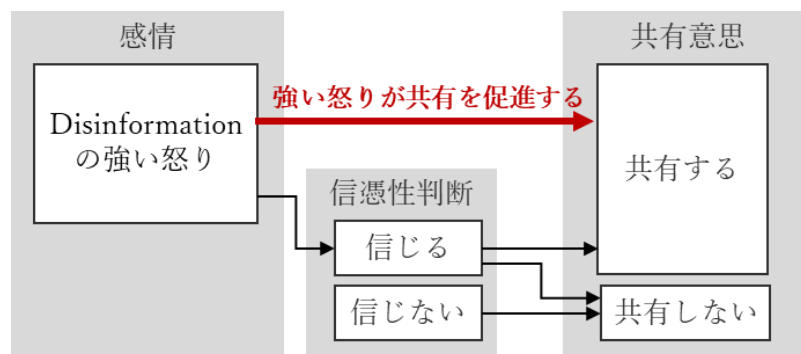 感情
共有意思
Disinformation
の強い怒り
強い怒りが共有を促進する
共有する
信憑性判断
信じる
信じない
共有しない